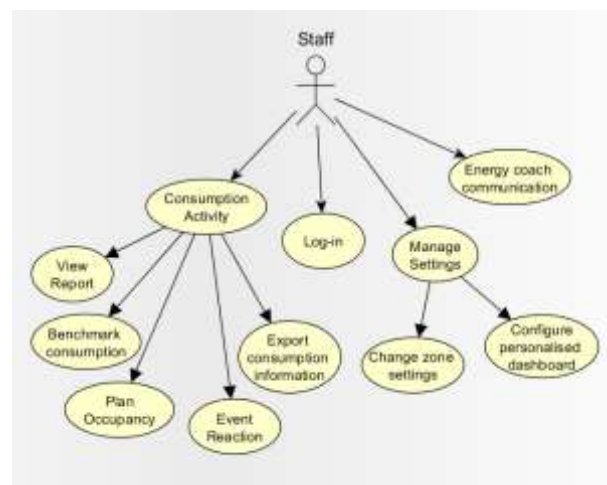 Staff
Energy coach
communication
Consumption
Activity
Log-in
Manage
Settings
View
Report
Benchmark
consumption
Export
consumption
information
Change zone
settings
Configure
personalised
dashboard
Plan
Occupancy
Event
Reaction